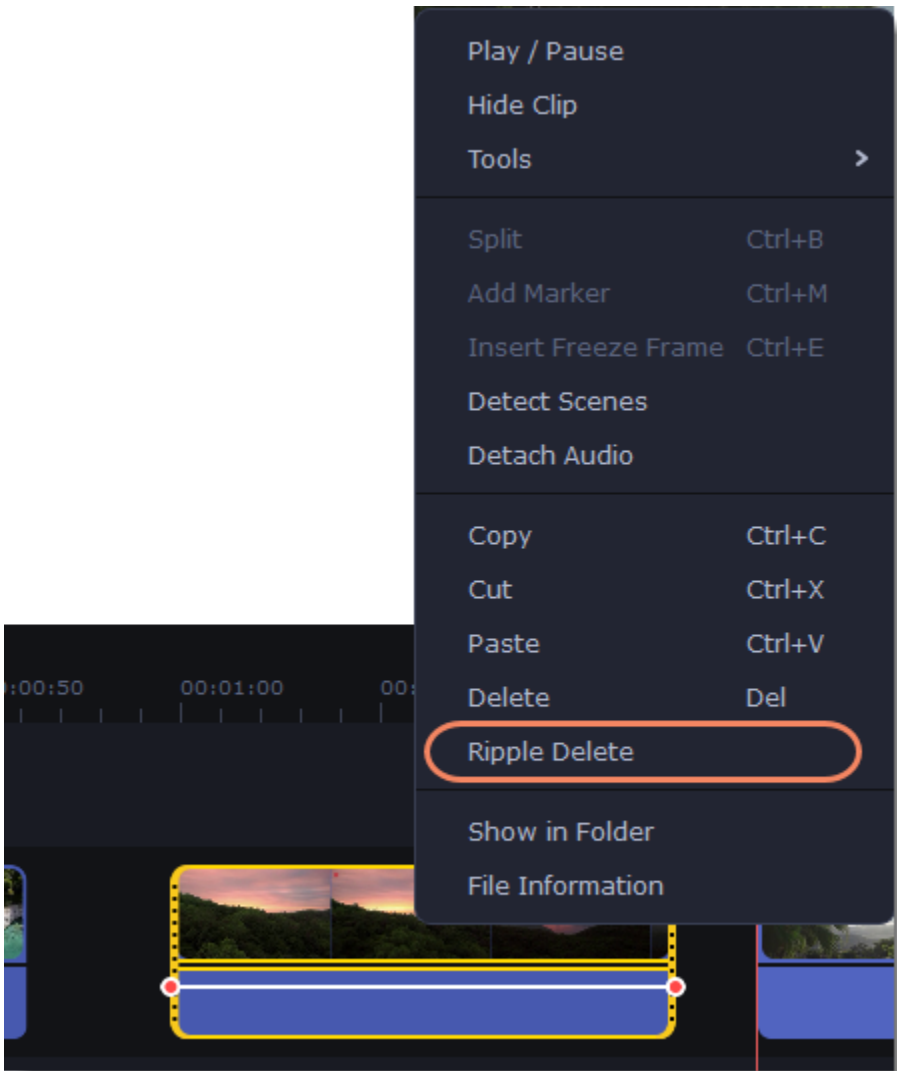 Play / Pause
Hide Clip
Tools
Split Ctrl+B
Add Marker Ctrl+M
Insert Freeze Frame Ctrl+E
Detect Scenes
Detach Audio
Copy Ctrl+C
Cut Ctrl+X
Paste Ctrl+V
Delete Del
Ripple Delete
Show in Folder
File Information
:00:50 00:01:00 00: